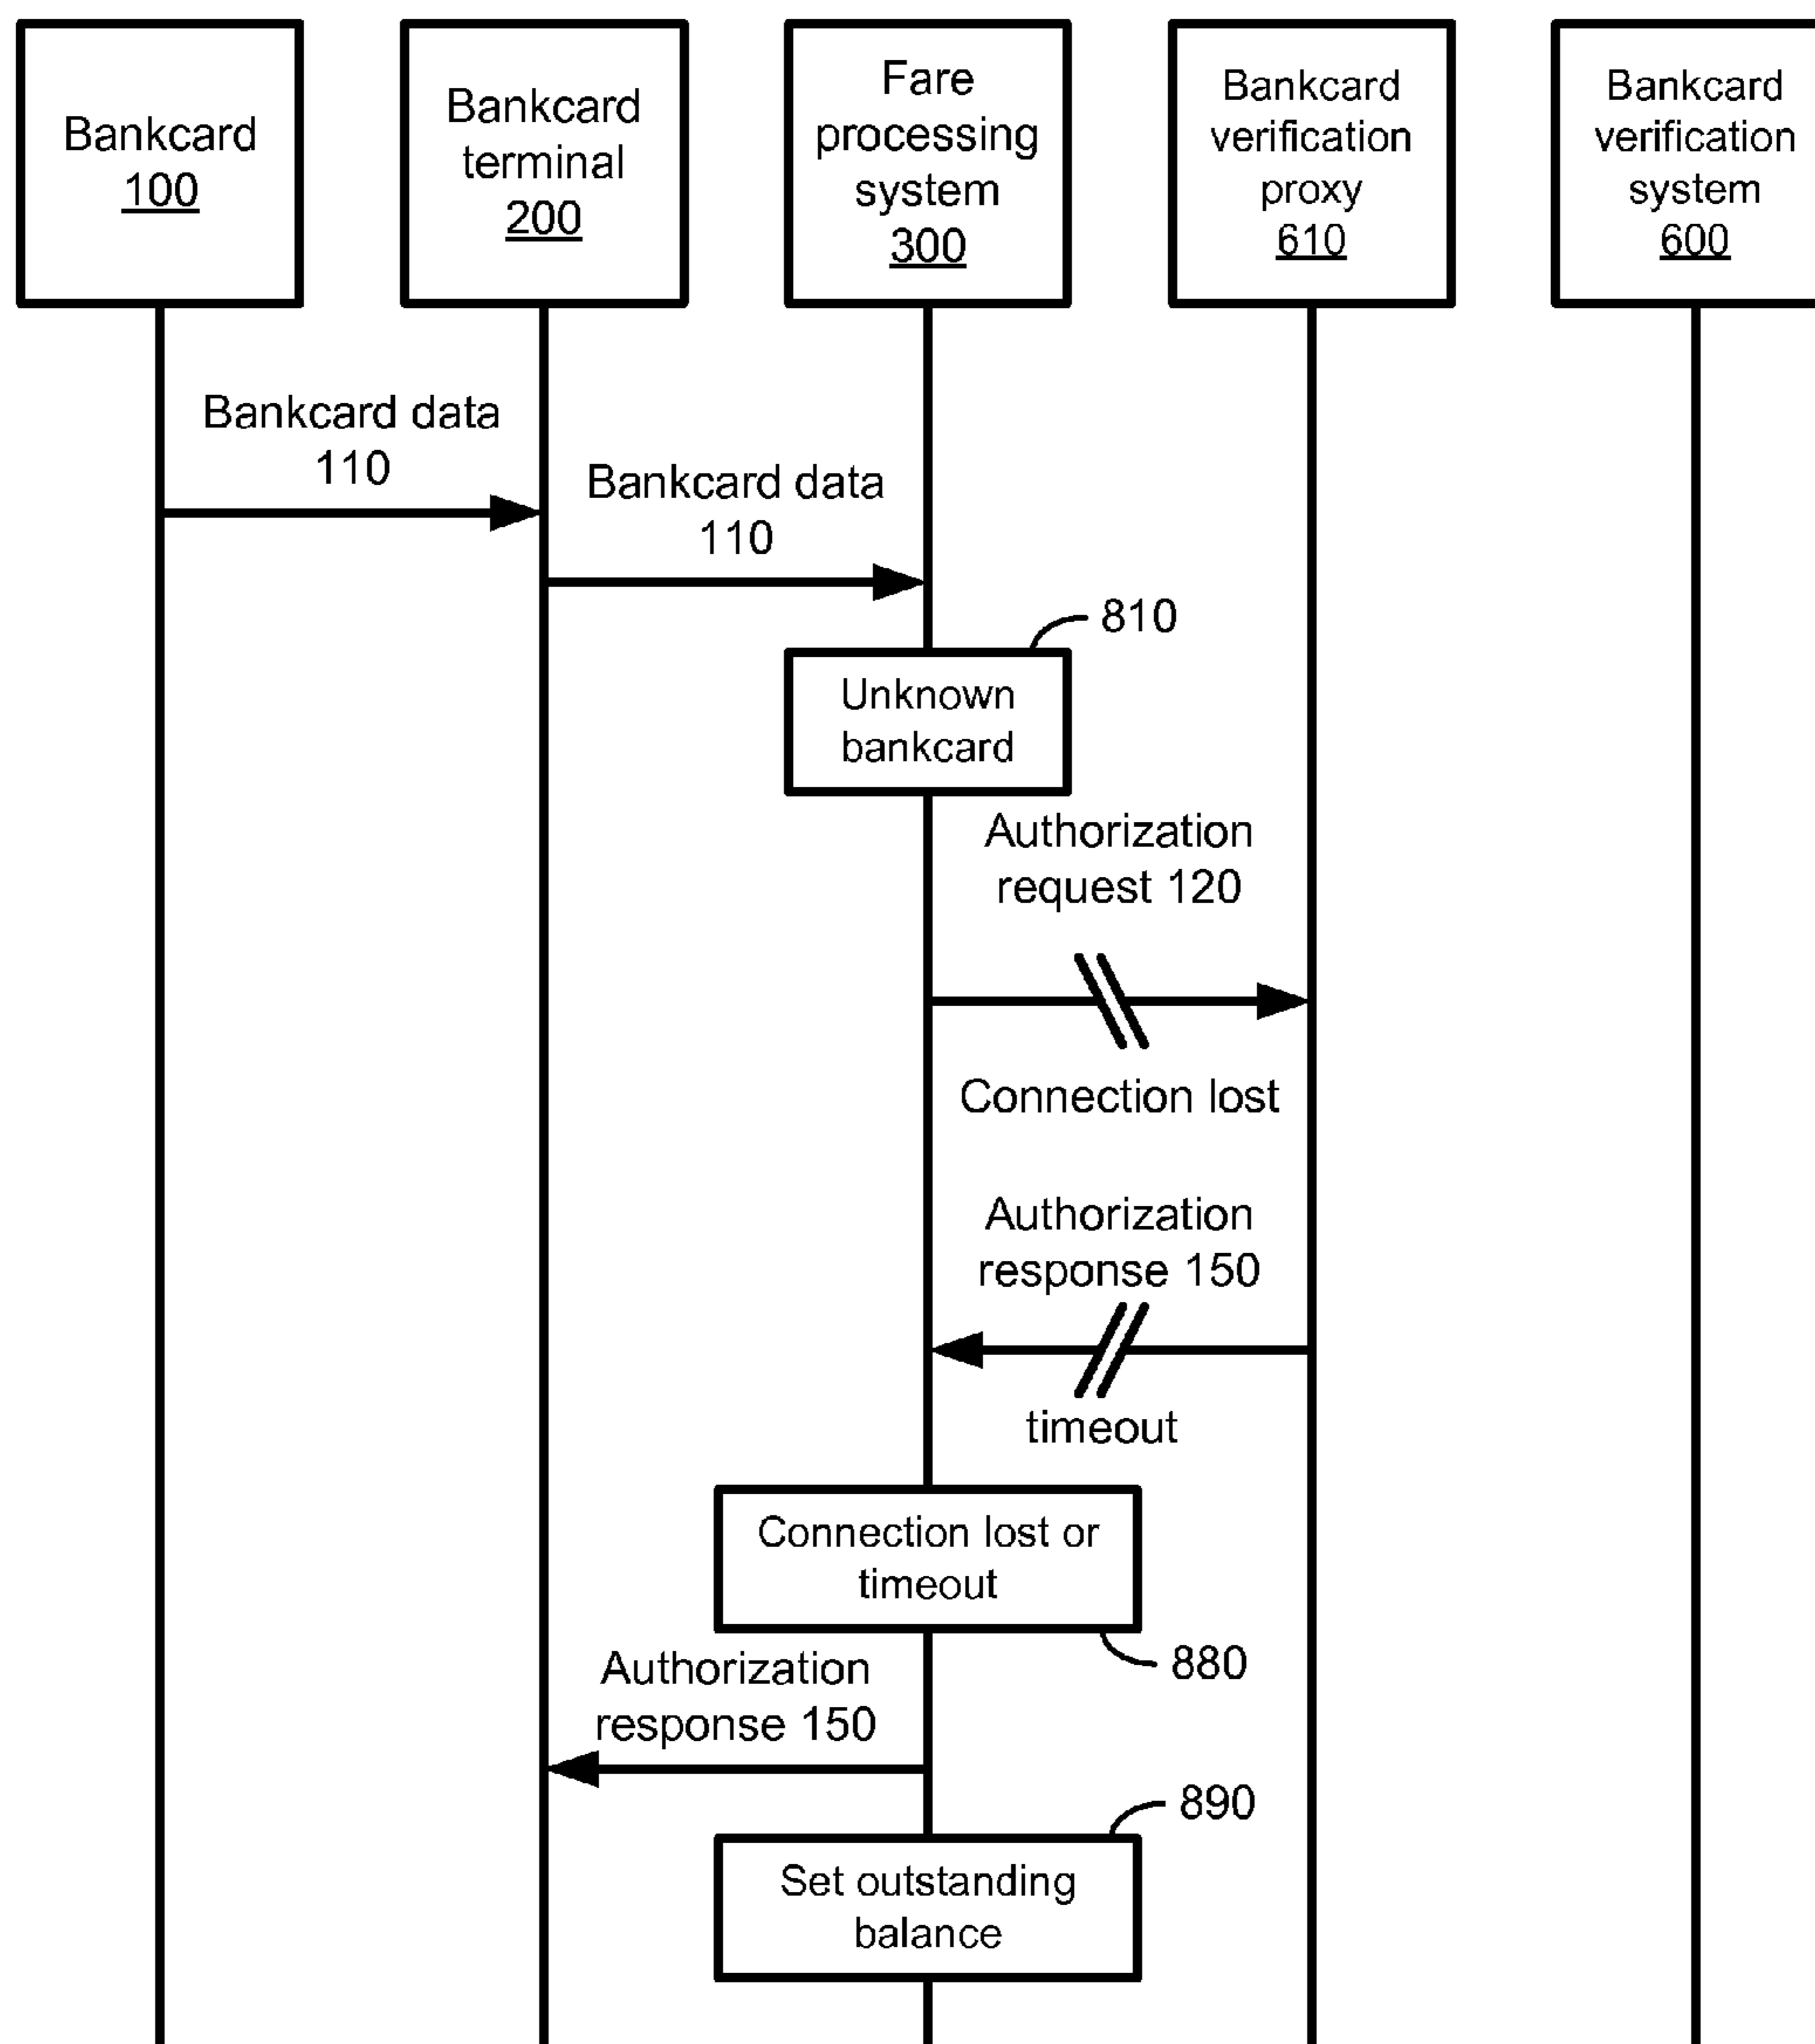 Bankcard
100
Bankcard
terminal
200
Fare
processing
system
300
Bankcard
verification
proxy
610
Bankcard
verification
system
600
Bankcard data
110
Bankcard data
110
810
Unknown
bankcard
Authorization
request 120
Connection lost
Authorization
response 150
timeout
Connection lost or
timeout
880
Authorization
response 150
890
Set outstanding
balance